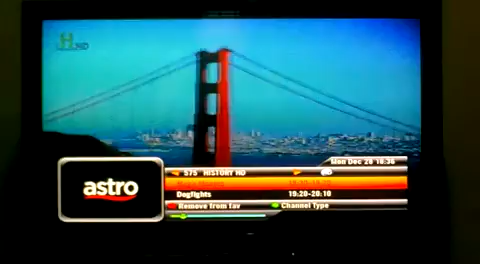 H HD
Mon Dec 20 18:36
575 HISTORY HD
astro
Dogfights 19:20-20:10
Remove from fav Channel Type